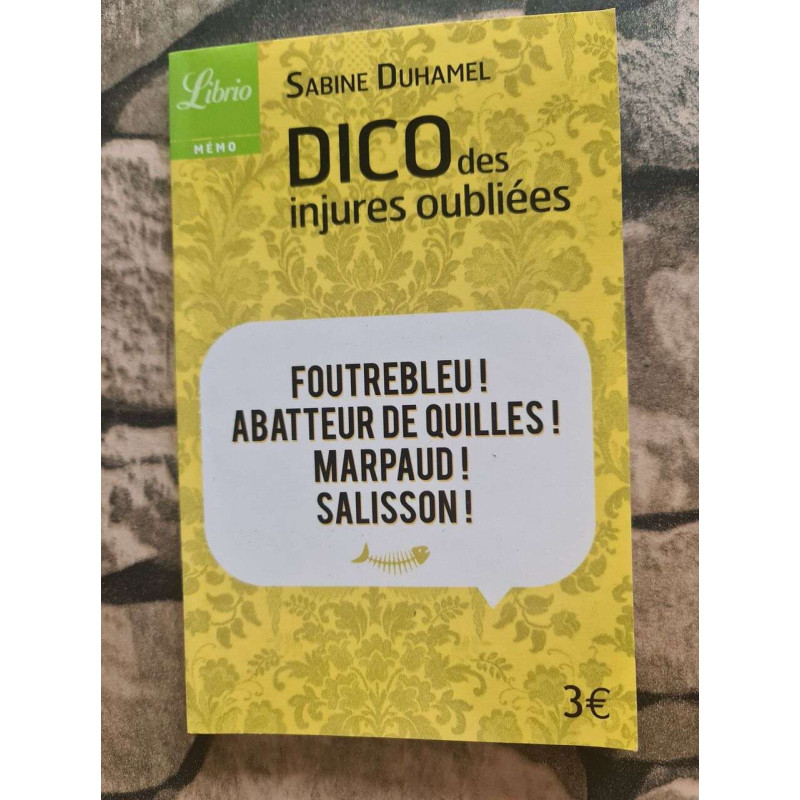 Librio
MÉMO
SABINE DUHAMEL
DICO des
injures oubliées
FOUTREBLEU !
ABATTEUR DE QUILLES !
MARPAUD !
SALISSON !
3€